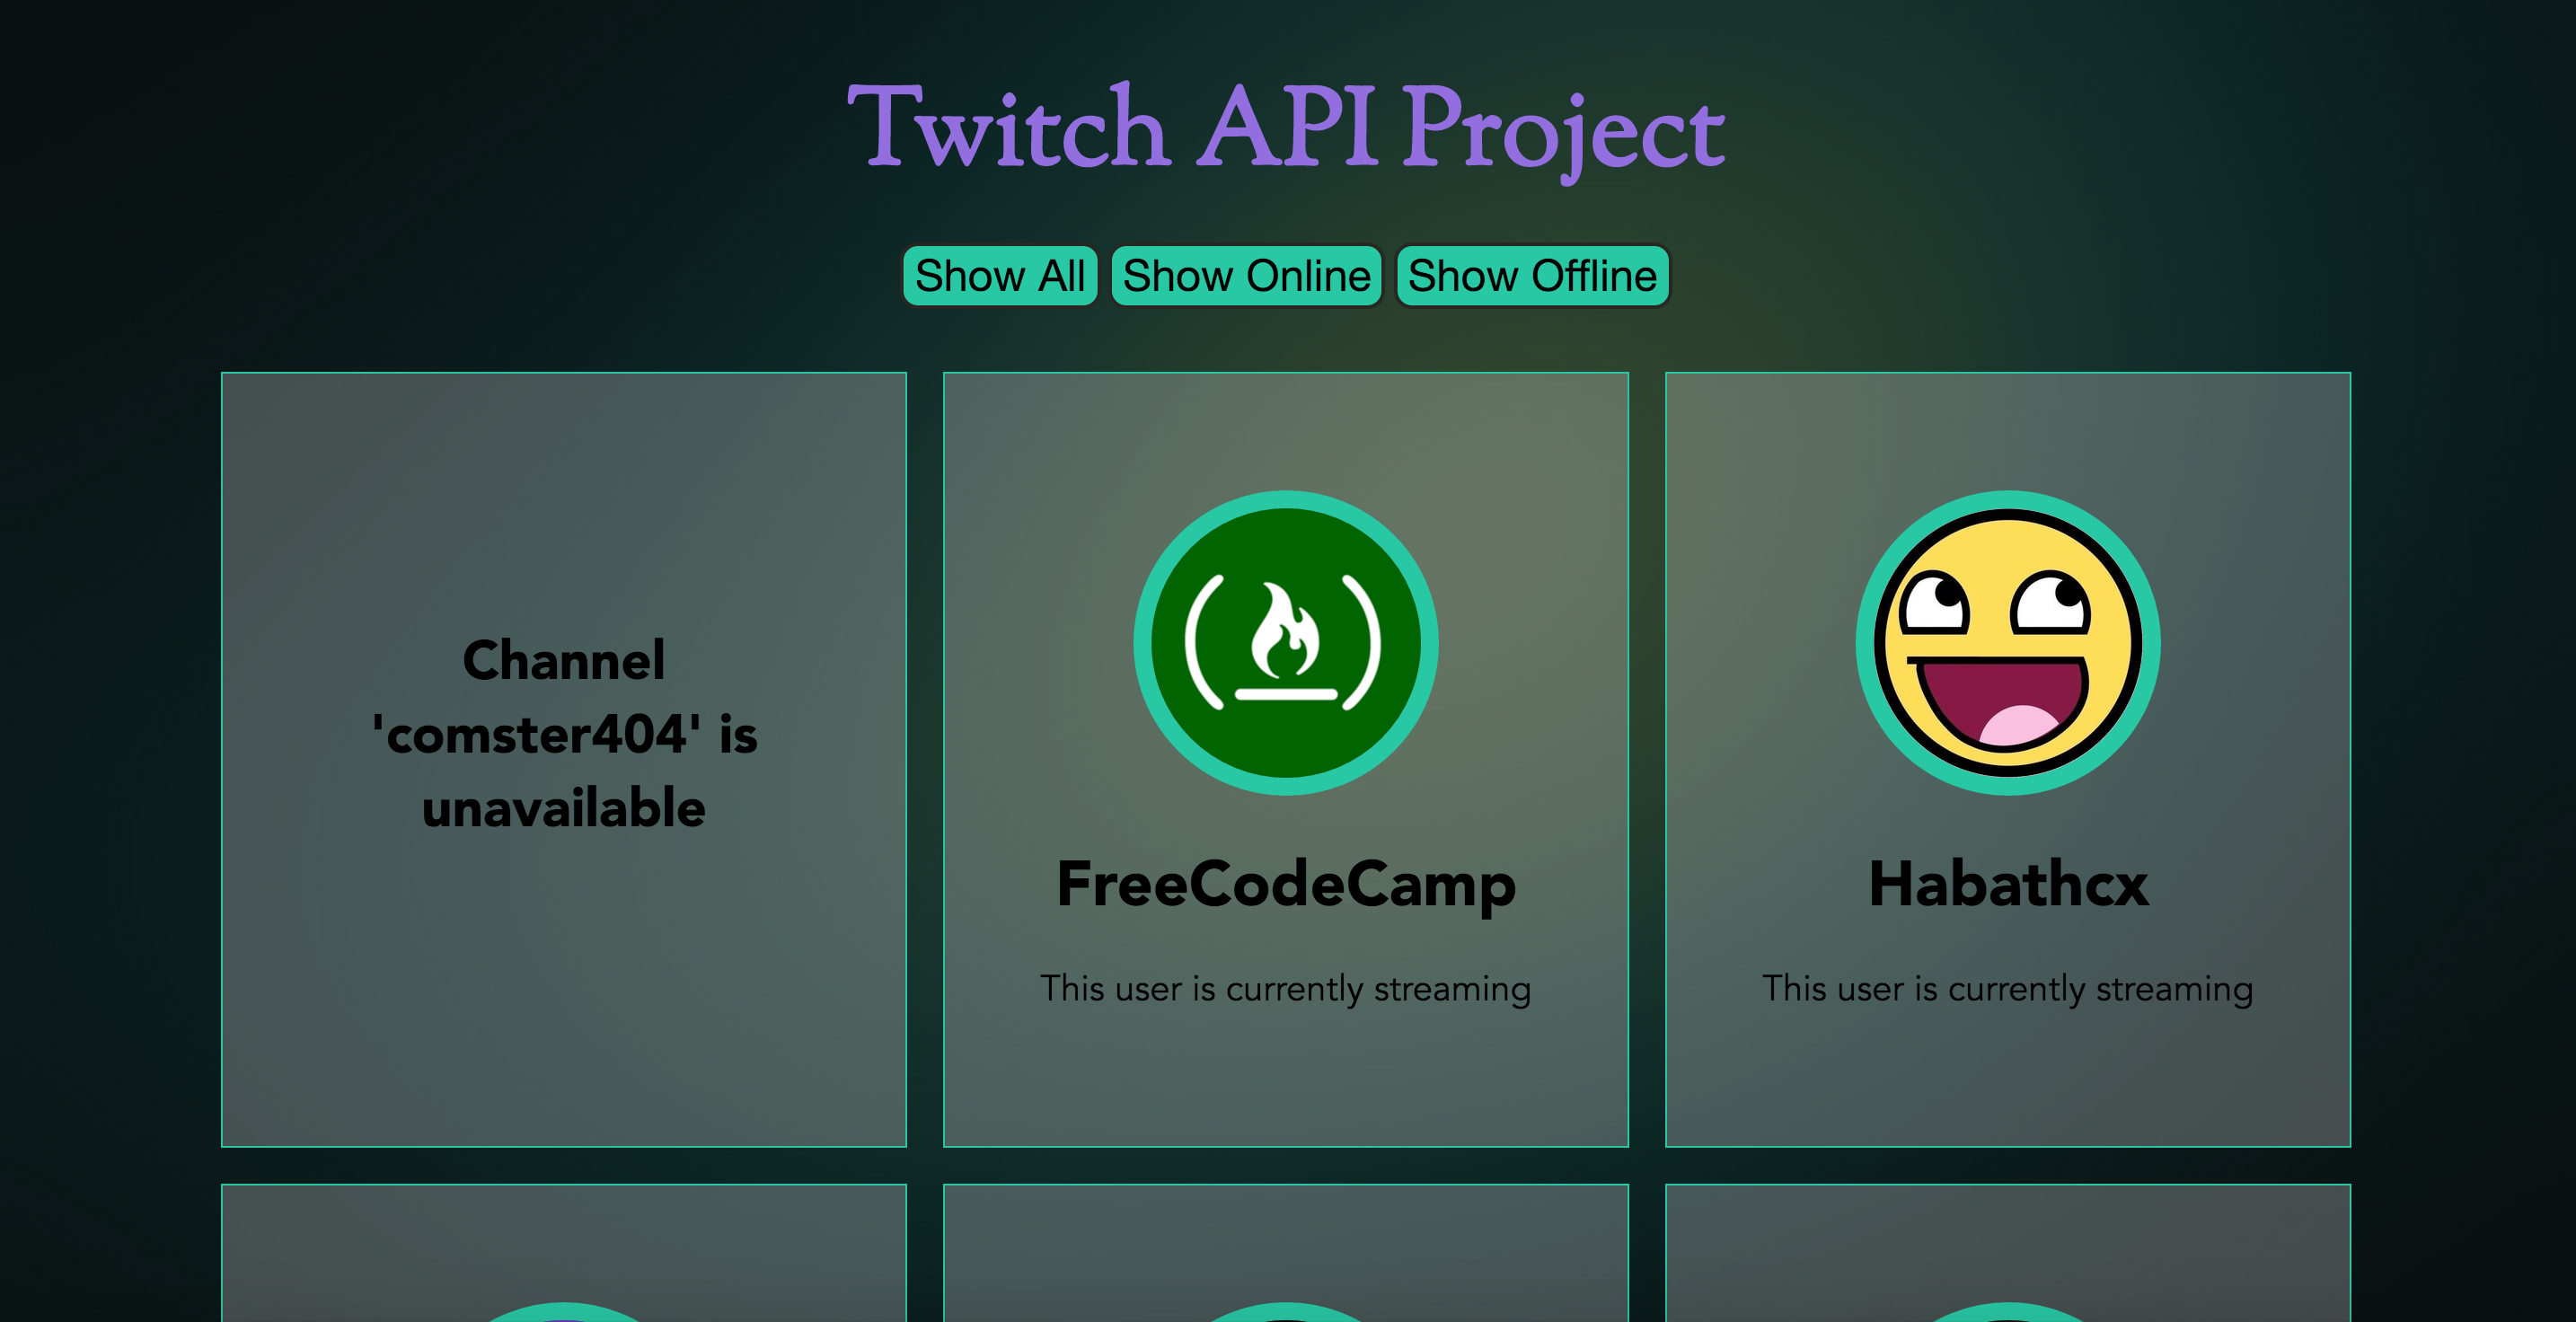 Twitch API Project
Show All Show Online Show Offline
Channel
'comster404' is
unavailable
FreeCodeCamp
This user is currently streaming
Habathcx
This user is currently streaming